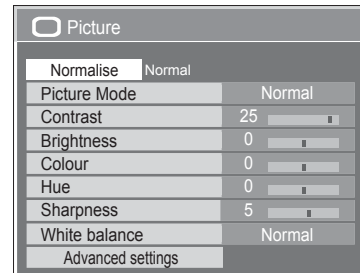 Picture
Normalise Normal
Picture Mode Normal
Contrast 25
Brightness 0
Colour 0
Hue 0
Sharpness 5
White balance Normal
Advanced settings